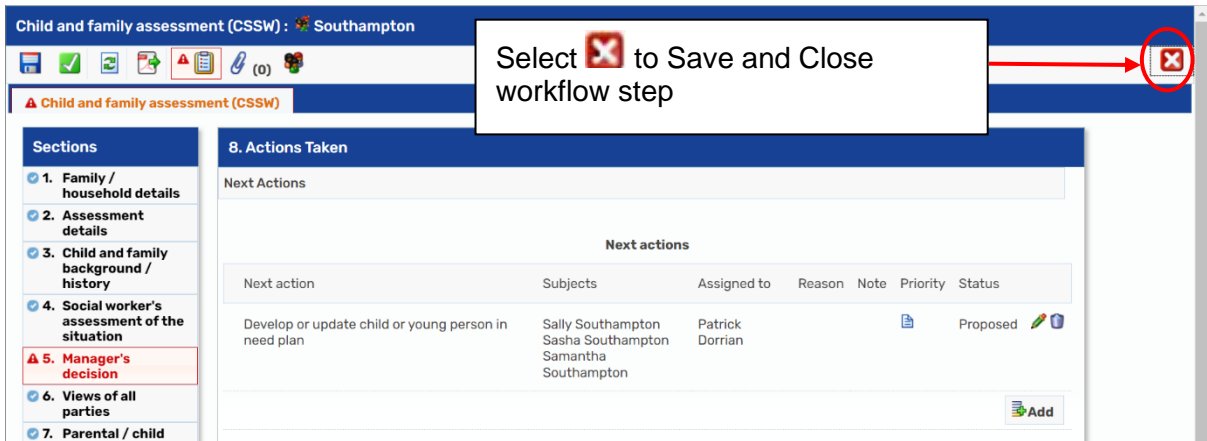 Child and family assessment (CSSW) : Southampton
Select to Save and Close
workflow step
(0)
Child and family assessment (CSSW)
Sections
1. Family /
household details
2. Assessment
details
3. Child and family
background /
history
4. Social worker's
assessment of the
situation
5. Manager's
decision
6. Views of all
parties
7. Parental / child
8. Actions Taken
Next Actions
Next actions
Next action Subjects Assigned to Reason Note Priority Status
Develop or update child or young person in Sally Southampton Patrick Proposed
need plan Sasha Southampton Dorrian
Samantha
Southampton
Add